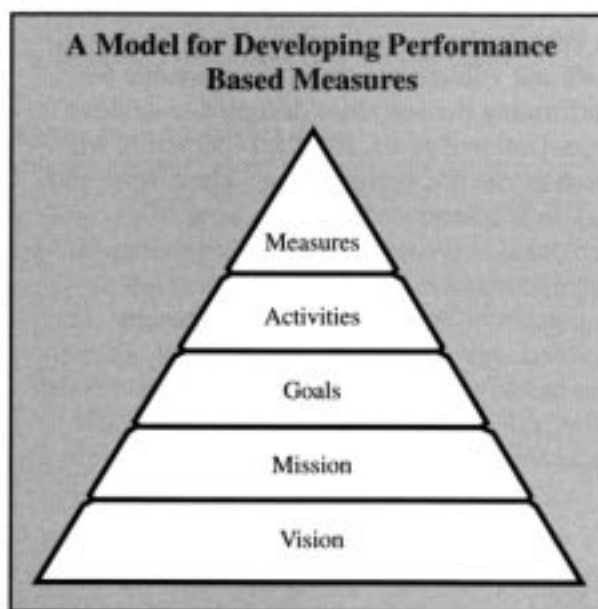 A Model for Developing Performance
Based Measures
Measures
Activities
Goals
Mission
Vision